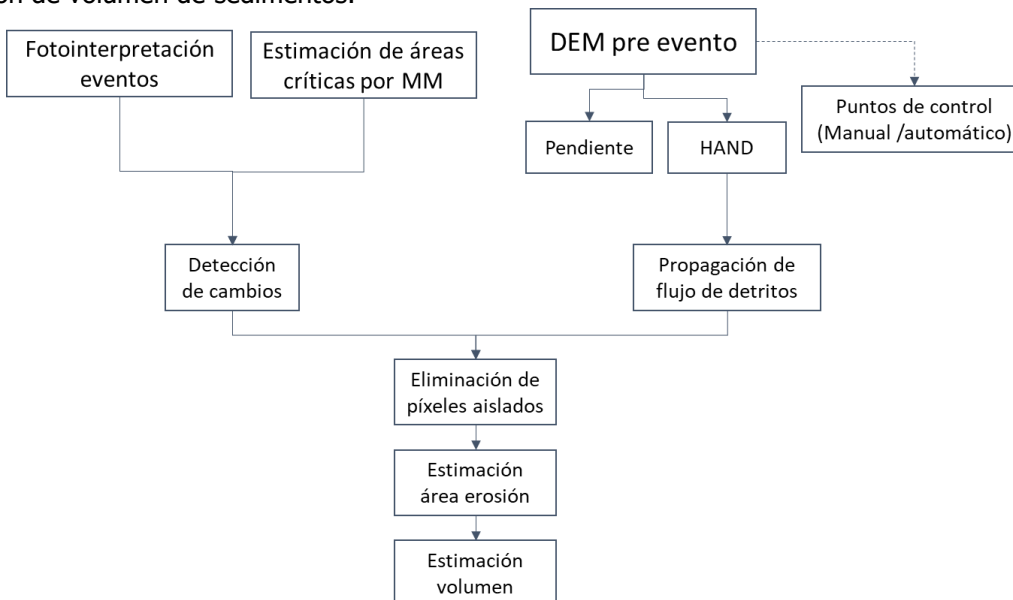 de volumen de sedimentos.
Fotointerpretación
eventos
Estimación de áreas
críticas por MM
DEM pre evento
Puntos de control
(Manual /automático)
Pendiente
HAND
Detección
de cambios
Propagación de
flujo de detritos
Eliminación de
píxeles aislados
Estimación
área erosión
Estimación
volumen